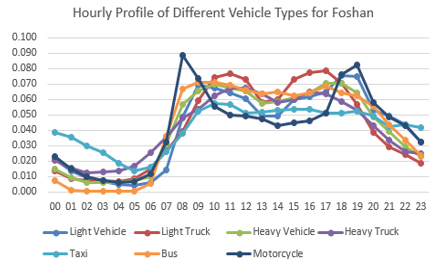 Hourly Profile of Different Vehicle Types for Foshan
0.100
0.090
0.080
0.070
0.060
0.050
0.040
0.030
0.020
0.010
0.000
00 01 02 03 04 05 06 07 08 09 10 11 12 13 14 15 16 17 18 19 20 21 22 23
Light Vehicle Light Truck Heavy Vehicle Heavy Truck
Taxi Bus Motorcycle